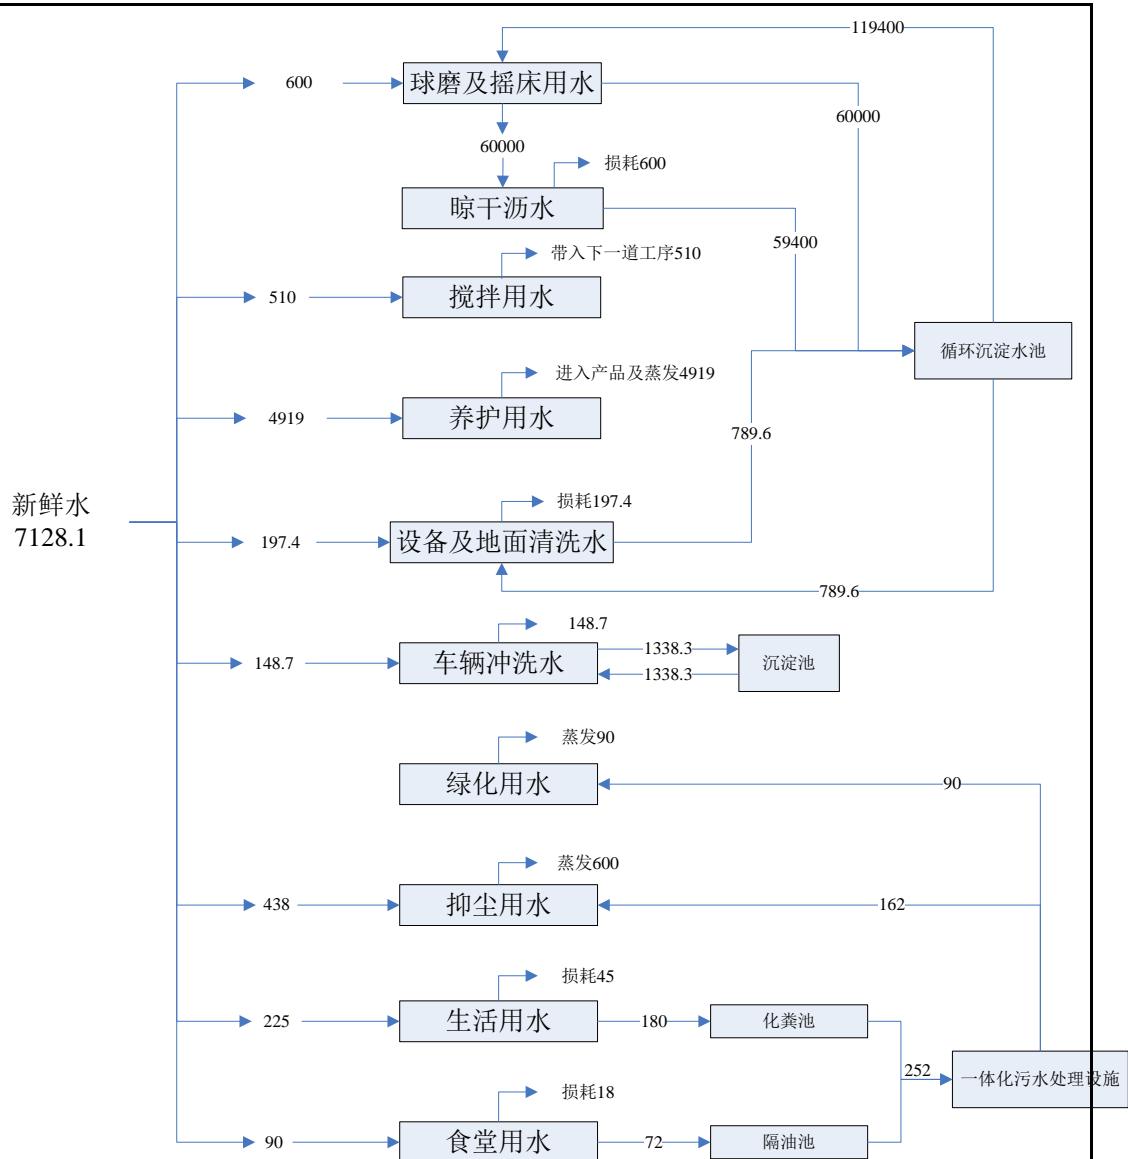 119400
600
球磨及摇床用水
60000
60000
损耗600
晾干沥水
59400
带入下一道工序510
510
搅拌用水
循环沉淀水池
进入产品及蒸发4919
4919
养护用水
789.6
新鲜水
7128.1
损耗197.4
197.4
设备及地面清洗水
789.6
148.7
148.7
车辆冲洗水
1338.3
1338.3
沉淀池
蒸发90
绿化用水
90
蒸发600
438
抑尘用水
162
损耗45
225
生活用水
180
化粪池
252
一体化污水处理设施
损耗18
90
食堂用水
72
隔油池